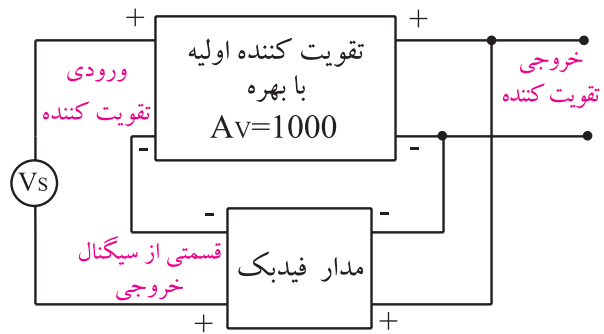 +
+
تقویت کننده اولیه
با بهره
AV=1000
ورودی
تقویت کننده
خروجی
تقویت کننده
-
-
VS
-
-
قسمتی از سیگنال
خروجی
مدار فیدبک
+
+